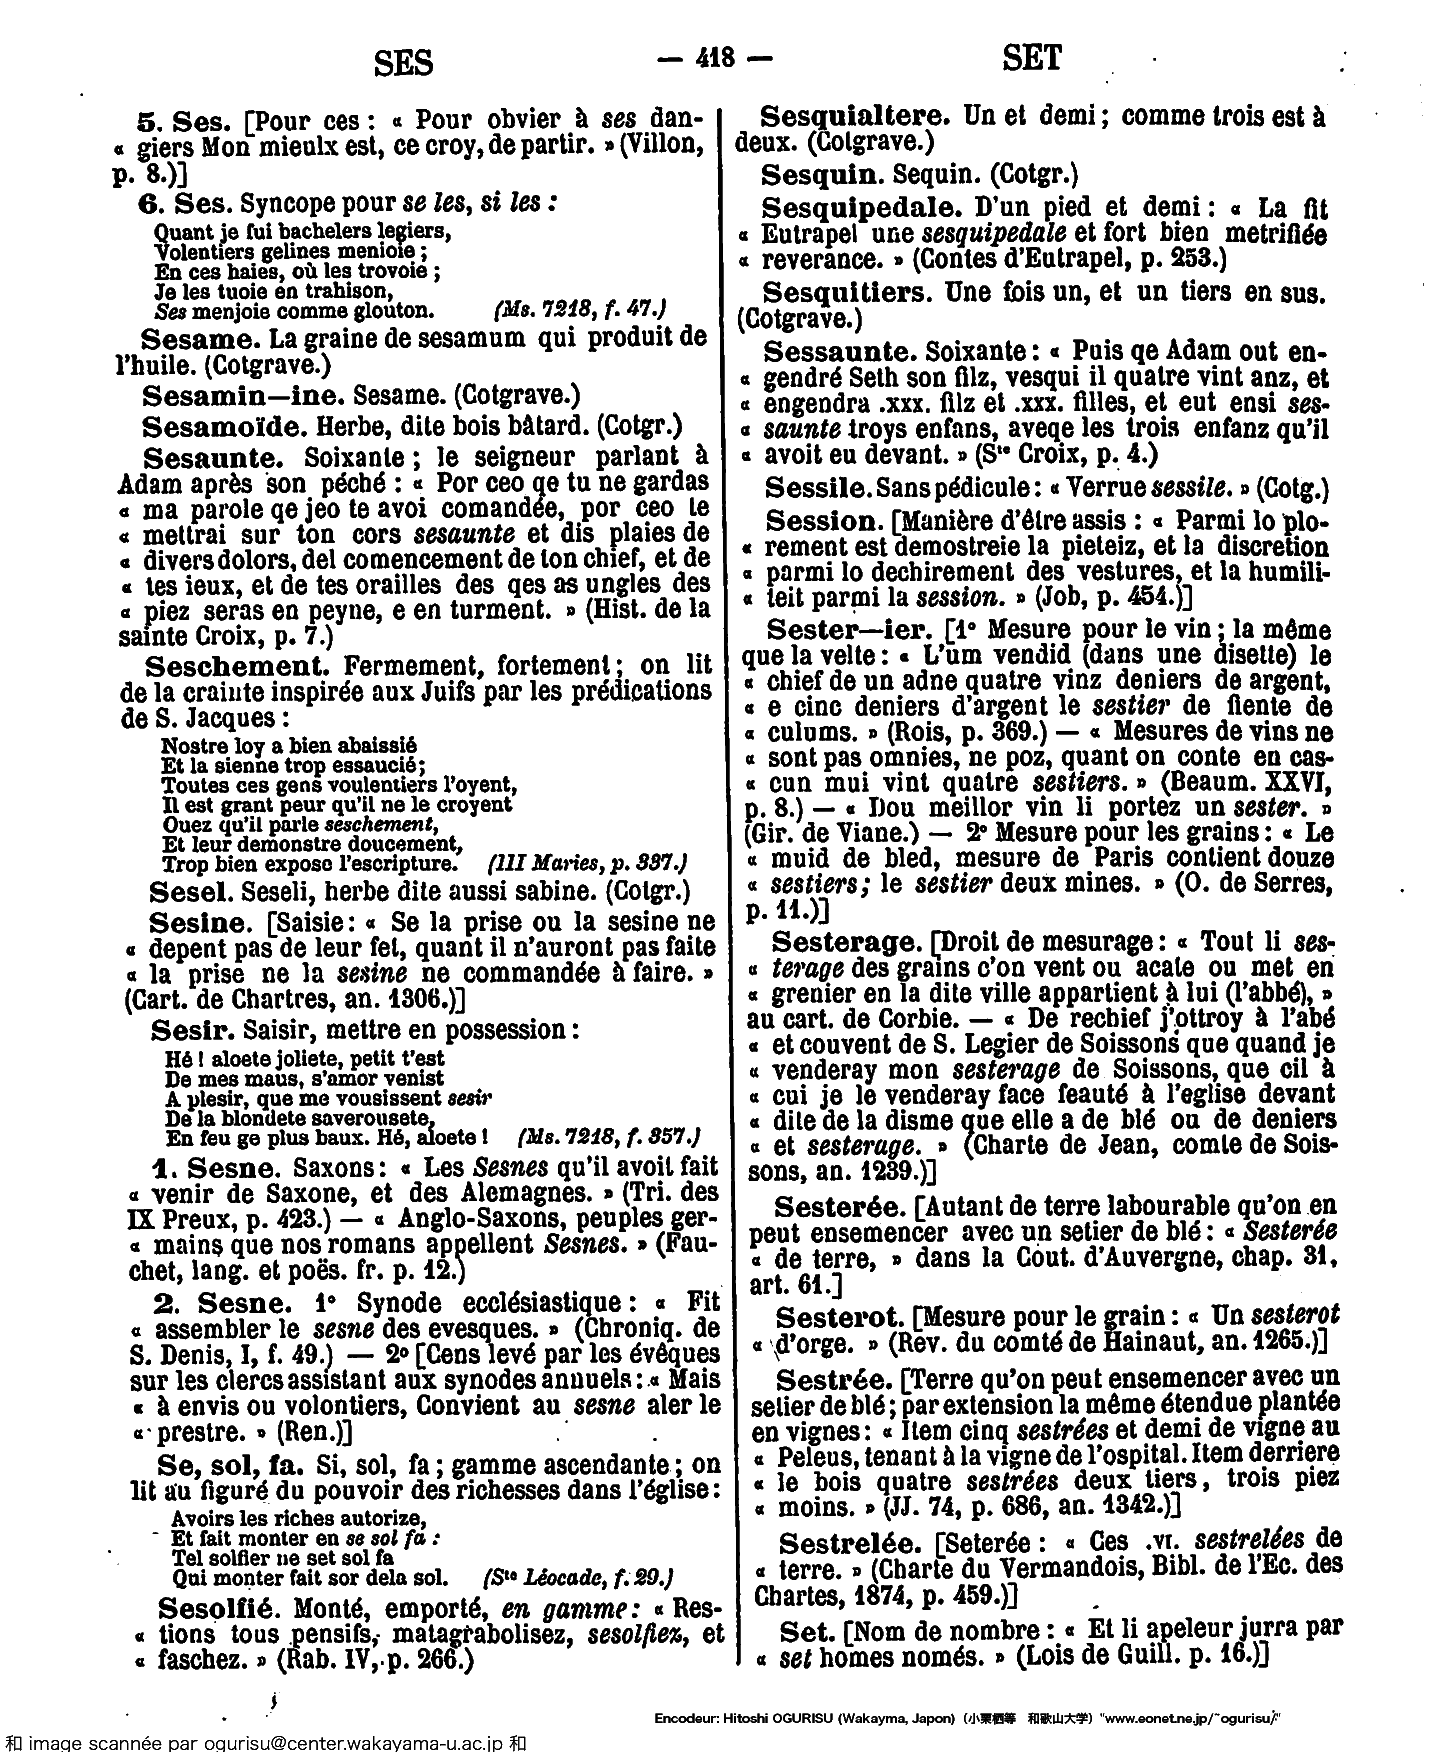 SES — 418 — SET
5. Ses. [Pour ces : « Pour obvier à ses dan-
« giers Mon mieulx est, ce croy, de partir. » (Villon,
p. 8.)]
6. Ses. Syncope pour se les, si les :
Quant je fui bachelers legiers,
Volentiers gelines menioie ;
En ces haies, où les trovoie ;
Je les tuoie en trahison,
Ses menjoie comme glouton. (Ms. 7218, f. 47.)
Sesame. La graine de sesamum qui produit de
l'huile. (Cotgrave.)
Sesamin—ine. Sesame. (Cotgrave.)
Sesamoïde. Herbe, dite bois bâtard. (Cotgr.)
Sesaunte. Soixante ; le seigneur parlant à
Adam après son péché : « Por ceo qe tu ne gardas
« ma parole qe jeo te avoi comandée, por ceo te
« mettrai sur ton cors sesaunte et dis plaies de
« divers dolors, del comencement de ton chief, et de
« tes ieux, et de tes orailles des qes as ungles des
« piez seras en peyne, e en turment. » (Hist. de la
sainte Croix, p. 7.)
Seschement. Fermement, fortement ; on lit
de la crainte inspirée aux Juifs par les prédications
de S. Jacques :
Nostre loy a bien abaissié
Et la sienne trop essaucié ;
Toutes ces gens voulentiers l'oyent,
Il est grant peur qu'il ne le croyent
Ouez qu'il parle seschement,
Et leur demonstre doucement,
Trop bien expose l'escripture. (III Maries, p. 337.)
Sesel. Seseli, herbe dite aussi sabine. (Cotgr.)
Sesine. [Saisie : « Se la prise ou la sesine ne
« depent pas de leur fet, quant il n'auront pas faite
« la prise ne la sesine ne commandée à faire. »
(Cart. de Chartres, an. 1306.)]
Sesir. Saisir, mettre en possession :
Hé ! aloete joliete, petit t'est
De mes maus, s'amor venist
A plesir, que me vousissent sesir
De la blondete saverousete,
En feu ge plus baux. Hé, aloete ! (Ms. 7218, f. 357.)
1. Sesne. Saxons : « Les Sesnes qu'il avoit fait
« venir de Saxone, et des Alemagnes. » (Tri. des
IX Preux, p. 423.) — « Anglo-Saxons, peuples ger-
« mains que nos romans appellent Sesnes. » (Fau-
chet, lang. et poës. fr. p. 12.)
2. Sesne. 1° Synode ecclésiastique : « Fit
« assembler le sesne des evesques. » (Chroniq. de
S. Denis, I, f. 49.) — 2° [Cens levé par les évêques
sur les clercs assistant aux synodes annuels : « Mais
« à envis ou volontiers, Convient au sesne aler le
« prestre. » (Ren.)]
Se, sol, fa. Si, sol, fa ; gamme ascendante ; on
lit au figuré du pouvoir des richesses dans l'église :
Avoirs les riches autorize,
Et fait monter en se sol fa :
Tel solfier ne set sol fa
Qui monter fait sor dela sol. (Ste Léocade, f. 29.)
Sesolfié. Monté, emporté, en gamme : « Res-
« tions tous pensifs, matagrabolisez, sesolfiez, et
« faschez. » (Rab. IV, p. 266.)
Sesquialtere. Un et demi ; comme trois est à
deux. (Cotgrave.)
Sesquin. Sequin. (Cotgr.)
Sesquipedale. D'un pied et demi : « La fit
« Eutrapel une sesquipedale et fort bien metrifiée
« reverance. » (Contes d'Eutrapel, p. 253.)
Sesquitiers. Une fois un, et un tiers en sus.
(Cotgrave.)
Sessaunte. Soixante : « Puis qe Adam out en-
« gendré Seth son filz, vesqui il quatre vint anz, et
« engendra .xxx. filz et .xxx. filles, et eut ensi ses-
« saunte troys enfans, aveqe les trois enfanz qu'il
« avoit eu devant. » (Ste Croix, p. 4.)
Sessile. Sans pédicule : « Verrue sessile. » (Cotg.)
Session. [Manière d'être assis : « Parmi lo plo-
« rement est demostreie la pieteiz, et la discretion
« parmi lo dechirement des vestures, et la humili-
« teit parmi la session. » (Job, p. 454.)]
Sester—ier. [1° Mesure pour le vin ; la même
que la velte : « L'um vendid (dans une disette) le
« chief de un adne quatre vinz deniers de argent,
« e cinc deniers d'argent le sestier de fiente de
« culums. » (Rois, p. 369.) — « Mesures de vins ne
« sont pas omnies, ne poz, quant on conte en cas-
« cun mui vint quatre sestiers. » (Beaum. XXVI,
p. 8.) — « Dou meillor vin li portez un sester. »
(Gir. de Viane.) — 2° Mesure pour les grains : « Le
« muid de bled, mesure de Paris contient douze
« sestiers ; le sestier deux mines. » (O. de Serres,
p. 11.)]
Sesterage. [Droit de mesurage : « Tout li ses-
« terage des grains c'on vent ou acate ou met en
« grenier en la dite ville appartient à lui (l'abbé), »
au cart. de Corbie. — « De rechief j'ottroy à l'abé
« et couvent de S. Legier de Soissons que quand je
« venderay mon sesterage de Soissons, que cil à
« cui je le venderay face feauté à l'eglise devant
« dite de la disme que elle a de blé ou de deniers
« et sesterage. » (Charte de Jean, comte de Sois-
sons, an. 1239.)]
Sesterée. [Autant de terre labourable qu'on en
peut ensemencer avec un setier de blé : « Sesterée
« de terre, » dans la Cout. d'Auvergne, chap. 31,
art. 61.]
Sesterot. [Mesure pour le grain : « Un sesterot
« d'orge. » (Rev. du comté de Hainaut, an. 1265.)]
Sestrée. [Terre qu'on peut ensemencer avec un
setier de blé ; par extension la même étendue plantée
en vignes : « Item cinq sestrées et demi de vigne au
« Peleus, tenant à la vigne de l'ospital. Item derriere
« le bois quatre sestrées deux tiers, trois piez
« moins. » (JJ. 74, p. 686, an. 1342.)]
Sestrelée. [Seterée : « Ces .vi. sestrelées de
« terre. » (Charte du Vermandois, Bibl. de l'Ec. des
Chartes, 1874, p. 459.)]
Set. [Nom de nombre : « Et li apeleur jurra par
« set homes només. » (Lois de Guill. p. 16.)]
Encodeur: Hitoshi OGURISU (Wakayma, Japon) (小栗栖等 和歌山大学) "www.eonet.ne.jp/~ogurisu/"
和 image scannée par ogurisu@center.wakayama-u.ac.jp 和